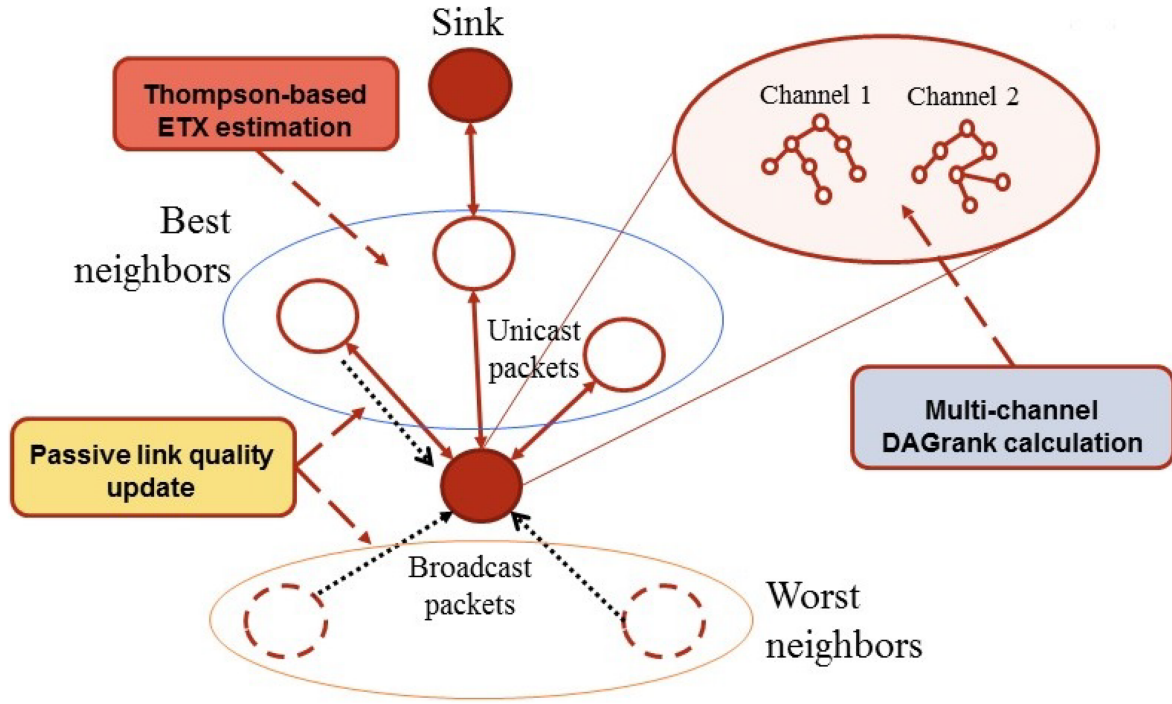 Sink
Thompson-based
ETX estimation
Channel 1
Channel 2
Best
neighbors
Unicast
packets
Multi-channel
DAGrank calculation
Passive link quality
update
Broadcast
packets
Worst
neighbors